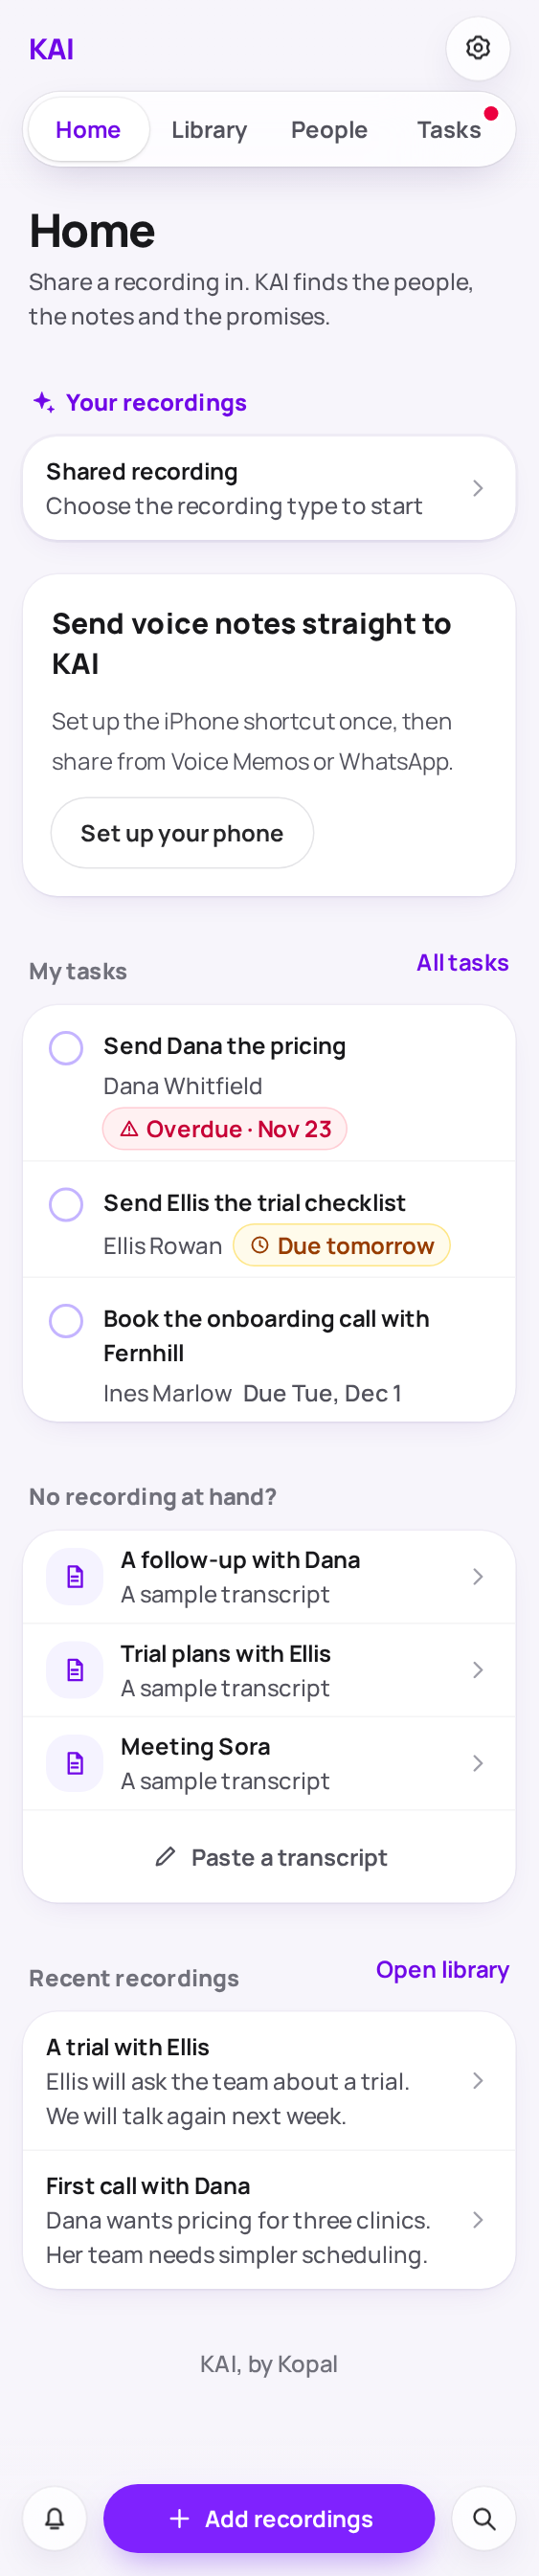 KAI
Home
Library
People
Tasks
Home
Share a recording in. KAI finds the people,
the notes and the promises.
Your recordings
Shared recording
Choose the recording type to start
Send voice notes straight to
KAI
Set up the iPhone shortcut once, then
share from Voice Memos or WhatsApp.
Set up your phone
My tasks
All tasks
Send Dana the pricing
Dana Whitfield
Overdue · Nov 23
Send Ellis the trial checklist
Ellis Rowan Due tomorrow
Book the onboarding call with
Fernhill
Ines Marlow Due Tue, Dec 1
No recording at hand?
A follow-up with Dana
A sample transcript
Trial plans with Ellis
A sample transcript
Meeting Sora
A sample transcript
Paste a transcript
Recent recordings
Open library
A trial with Ellis
Ellis will ask the team about a trial.
We will talk again next week.
First call with Dana
Dana wants pricing for three clinics.
Her team needs simpler scheduling.
KAI, by Kopal
Add recordings